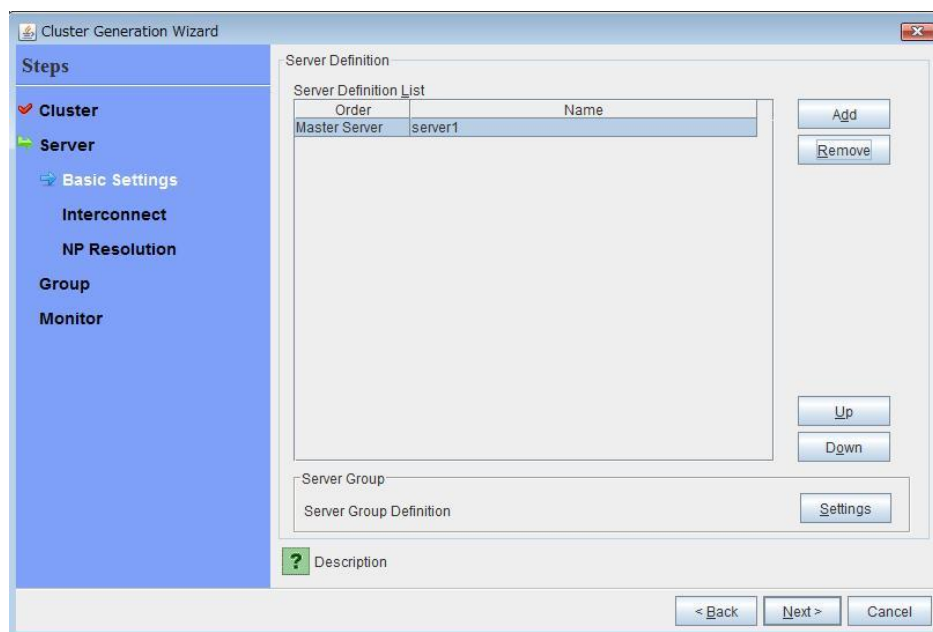 Cluster Generation Wizard
Steps
Cluster
Server
Basic Settings
Interconnect
NP Resolution
Group
Monitor
Server Definition
Server Definition List
Order Name
Master Server server1
Add
Remove
Up
Down
Server Group
Server Group Definition
Settings
? Description
< Back Next > Cancel